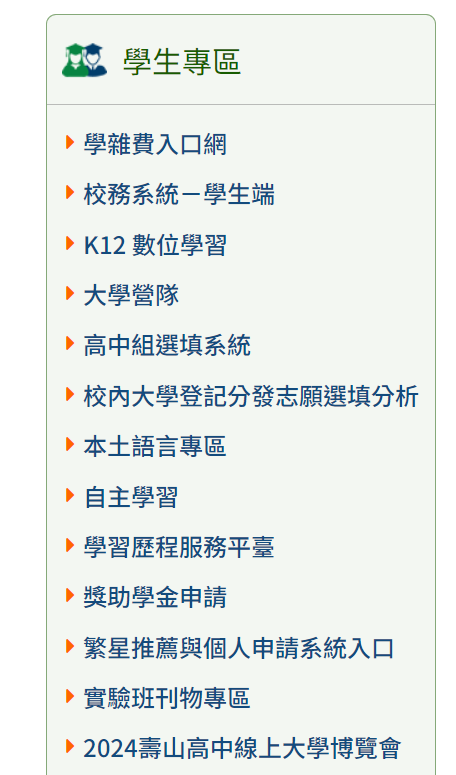 學生專區
學雜費入口網
校務系統－學生端
K12 數位學習
大學營隊
高中組選填系統
校內大學登記分發志願選填分析
本土語言專區
自主學習
學習歷程服務平臺
獎助學金申請
繁星推薦與個人申請系統入口
實驗班刊物專區
2024壽山高中線上大學博覽會